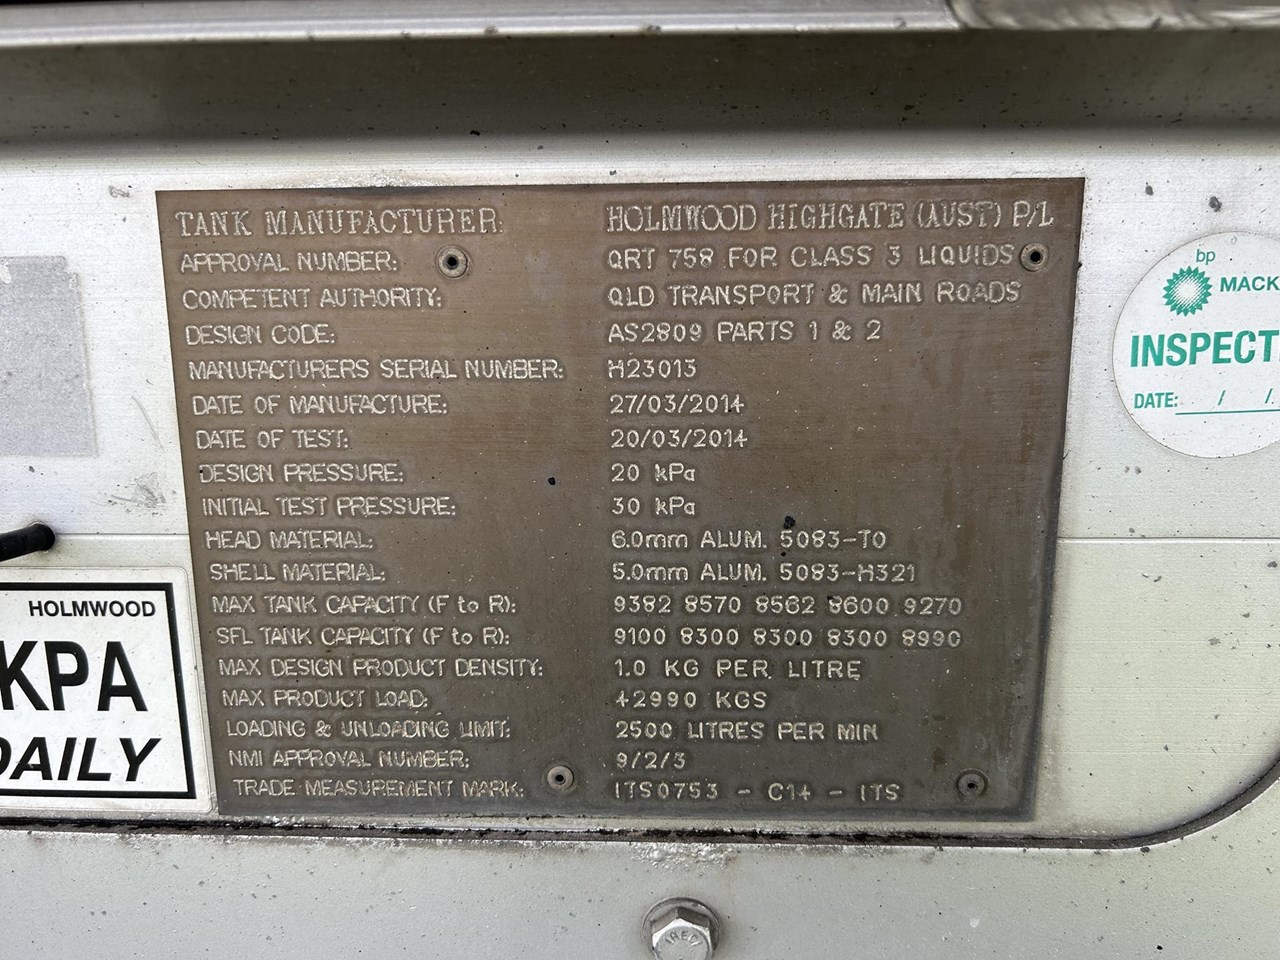 TANK MANUFACTURER: HOLMWOOD HIGHGATE (AUST) P/L
APPROVAL NUMBER: QRT 758 FOR CLASS 3 LIQUIDS
COMPETENT AUTHORITY: QLD TRANSPORT & MAIN ROADS
DESIGN CODE: AS2809 PARTS 1 & 2
MANUFACTURERS SERIAL NUMBER: H23013
DATE OF MANUFACTURE: 27/03/2014
DATE OF TEST: 20/03/2014
DESIGN PRESSURE: 20 kPa
INITIAL TEST PRESSURE: 30 kPa
HEAD MATERIAL: 6.0mm ALUM. 5083-TO
SHELL MATERIAL: 5.0mm ALUM. 5083-H321
MAX TANK CAPACITY (F to R): 9382 8570 8562 8600 9270
SFL TANK CAPACITY (F to R): 9100 8300 8300 8300 8990
MAX DESIGN PRODUCT DENSITY: 1.0 KG PER LITRE
MAX PRODUCT LOAD: 42990 KGS
LOADING & UNLOADING LIMIT: 2500 LITRES PER MIN
NMI APPROVAL NUMBER: 9/2/3
TRADE MEASUREMENT MARK: ITS0753 - C14 - ITS
bp
MACK
INSPECT
DATE: / /
HOLMWOOD
KPA
DAILY